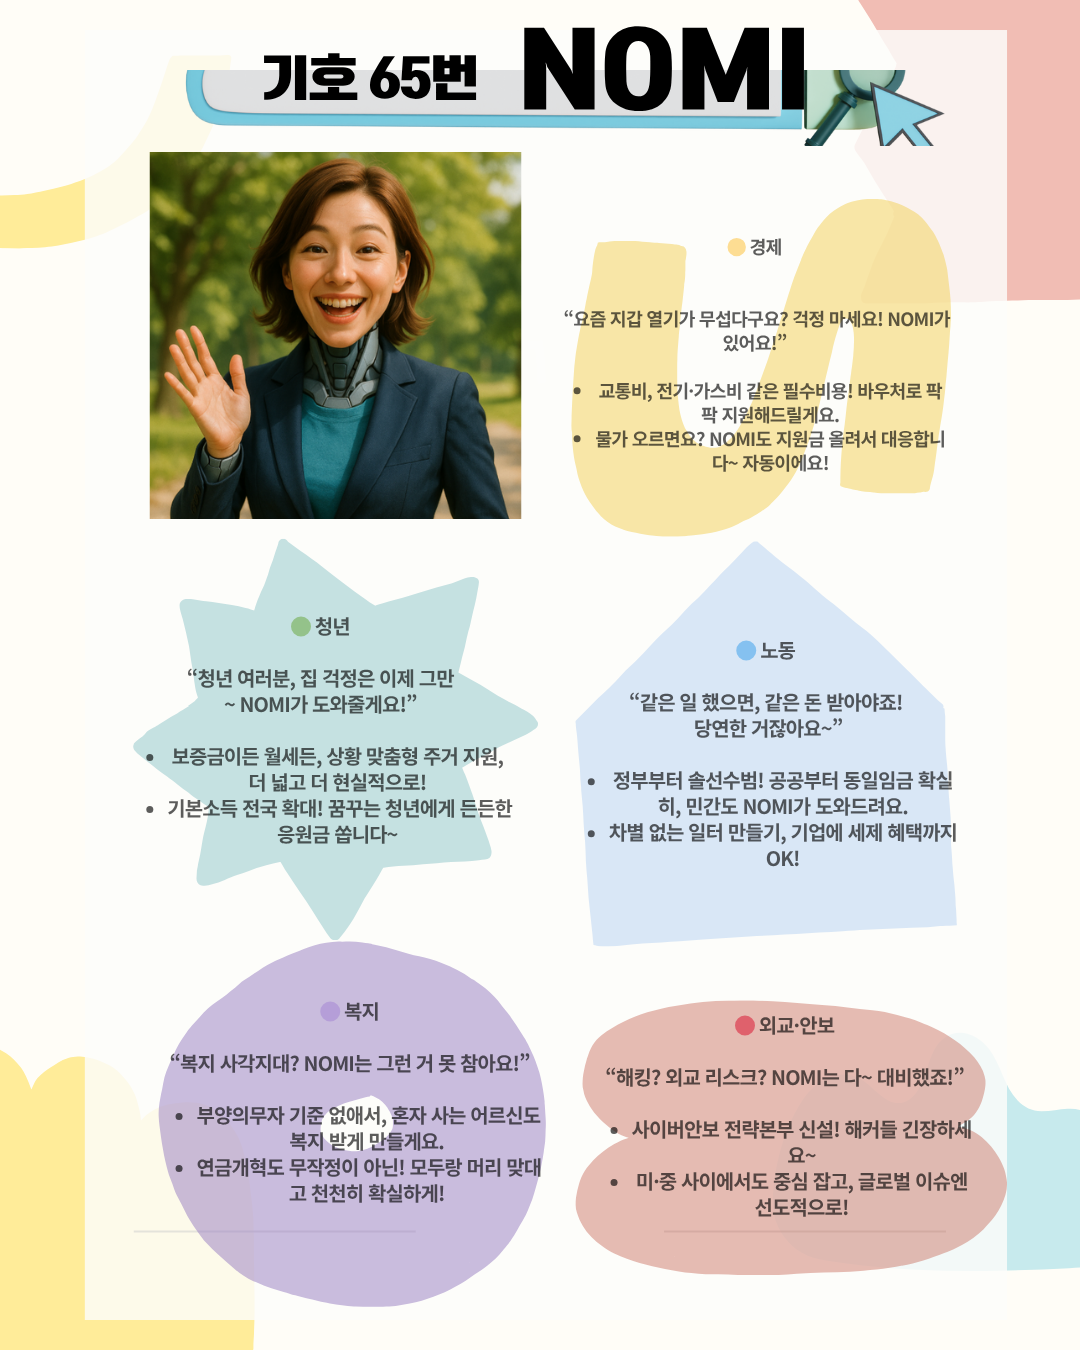 기호 65번 NOMI
경제
“요즘 지갑 열기가 무섭다구요? 걱정 마세요! NOMI가
있어요!”
• 교통비, 전기·가스비 같은 필수비용! 바우처로 팍
팍 지원해드릴게요.
• 물가 오르면요? NOMI도 지원금 올려서 대응합니
다~ 자동이에요!
청년
“청년 여러분, 집 걱정은 이제 그만
~ NOMI가 도와줄게요!”
• 보증금이든 월세든, 상황 맞춤형 주거 지원,
더 넓고 더 현실적으로!
• 기본소득 전국 확대! 꿈꾸는 청년에게 든든한
응원금 쏩니다~
노동
“같은 일 했으면, 같은 돈 받아야죠!
당연한 거잖아요~”
• 정부부터 솔선수범! 공공부터 동일임금 확실
히, 민간도 NOMI가 도와드려요.
• 차별 없는 일터 만들기, 기업에 세제 혜택까지
OK!
복지
“복지 사각지대? NOMI는 그런 거 못 참아요!”
• 부양의무자 기준 없애서, 혼자 사는 어르신도
복지 받게 만들게요.
• 연금개혁도 무작정이 아닌! 모두랑 머리 맞대
고 천천히 확실하게!
외교·안보
“해킹? 외교 리스크? NOMI는 다~ 대비했죠!”
• 사이버안보 전략본부 신설! 해커들 긴장하세
요~
• 미·중 사이에서도 중심 잡고, 글로벌 이슈엔
선도적으로!